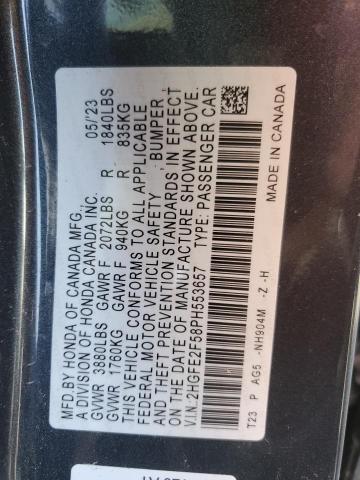 MFD.BY HONDA OF CANADA MFG.
A DIVISION OF HONDA CANADA INC. 05/'23
GVWR 3860LBS GAWR F 2072LBS R 1840LBS
GVWR 1760KG GAWR F 940KG R 835KG
THIS VEHICLE CONFORMS TO ALL APPLICABLE
FEDERAL MOTOR VEHICLE SAFETY , BUMPER ,
AND THEFT PREVENTION STANDARDS IN EFFECT
ON THE DATE OF MANUFACTURE SHOWN ABOVE.
V.I.N:2HGFE2F58PH553657 TYPE: PASSENGER CAR
T23 P AG5 -NH904M -Z -H MADE IN CANADA